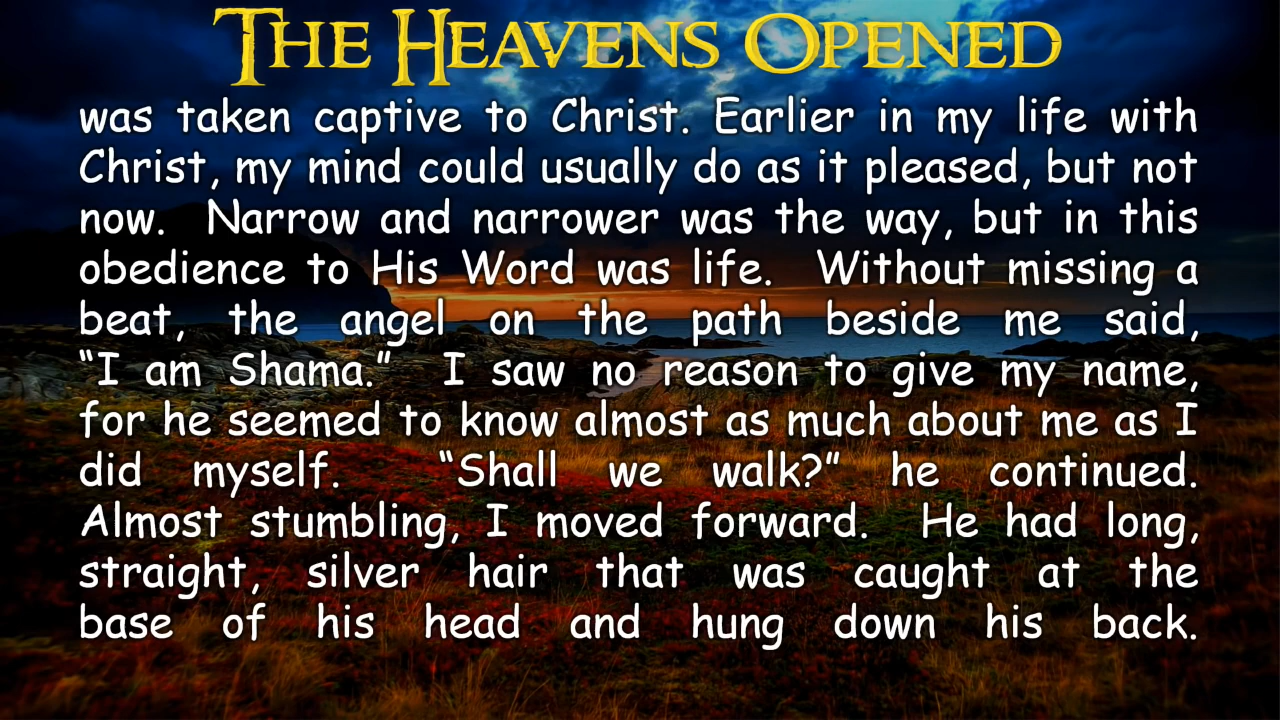 THE HEAVENS OPENED
was taken captive to Christ. Earlier in my life with
Christ, my mind could usually do as it pleased, but not
now.  Narrow and narrower was the way, but in this
obedience to His Word was life.  Without missing a
beat, the angel on the path beside me said,
“I am Shama.”  I saw no reason to give my name,
for he seemed to know almost as much about me as I
did myself.  “Shall we walk?” he continued.
Almost stumbling, I moved forward.  He had long,
straight, silver hair that was caught at the
base of his head and hung down his back.